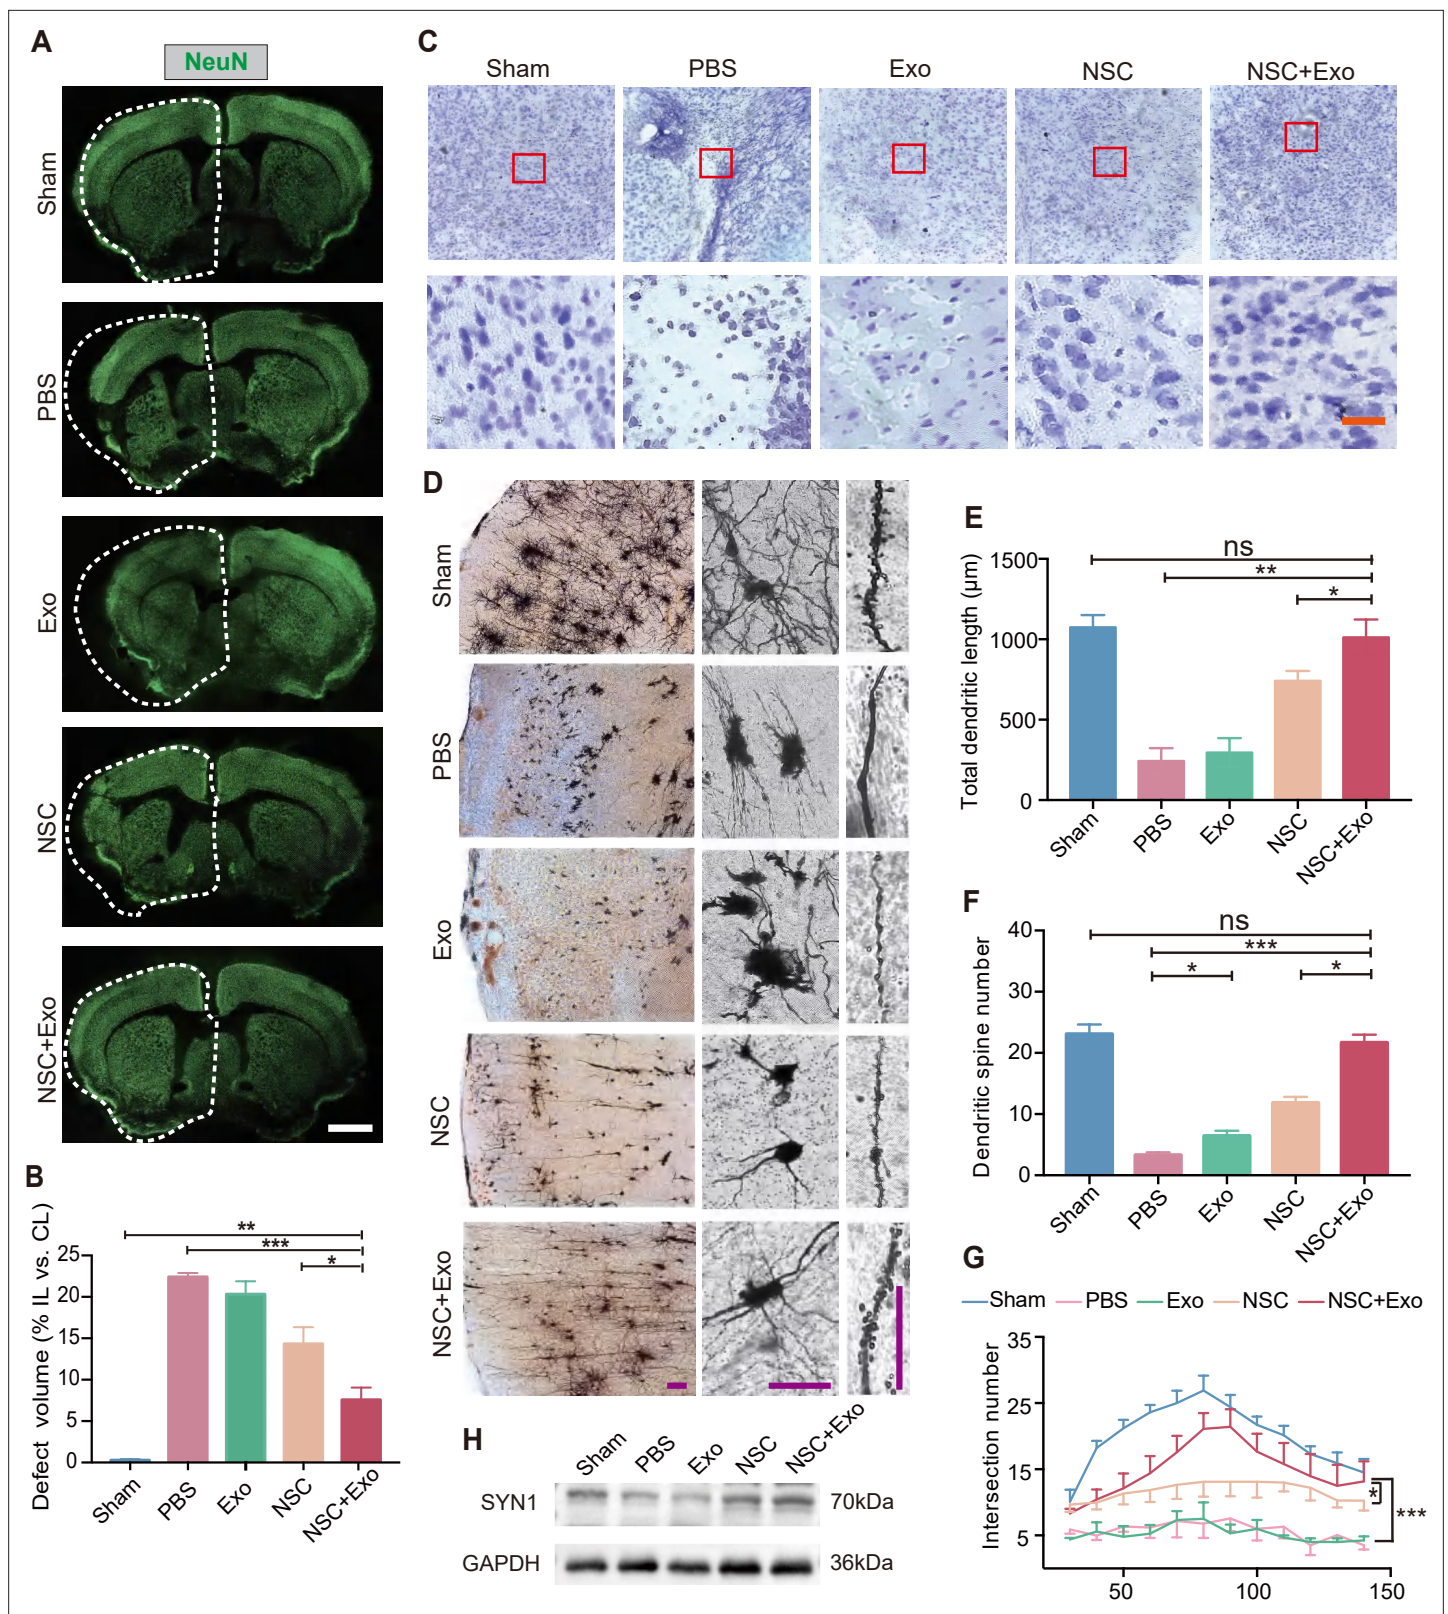 A
NeuN
Sham
PBS
Exo
NSC
NSC+Exo
B
Defect volume (% IL vs. CL)
25
20
15
10
5
0
**
***
*
Sham
PBS
Exo
NSC
NSC+Exo
C
Sham PBS Exo NSC NSC+Exo
D
Sham
PBS
Exo
NSC
NSC+Exo
E
Total dendritic length (μm)
1500
1000
500
0
ns
**
*
Sham
PBS
Exo
NSC
NSC+Exo
F
Dendritic spine number
40
30
20
10
0
ns
***
*
*
Sham
PBS
Exo
NSC
NSC+Exo
G
Sham PBS Exo NSC NSC+Exo
Intersection number
35
25
15
5
*
***
50 100 150
H
Sham
PBS
Exo
NSC
NSC+Exo
SYN1 70kDa
GAPDH 36kDa